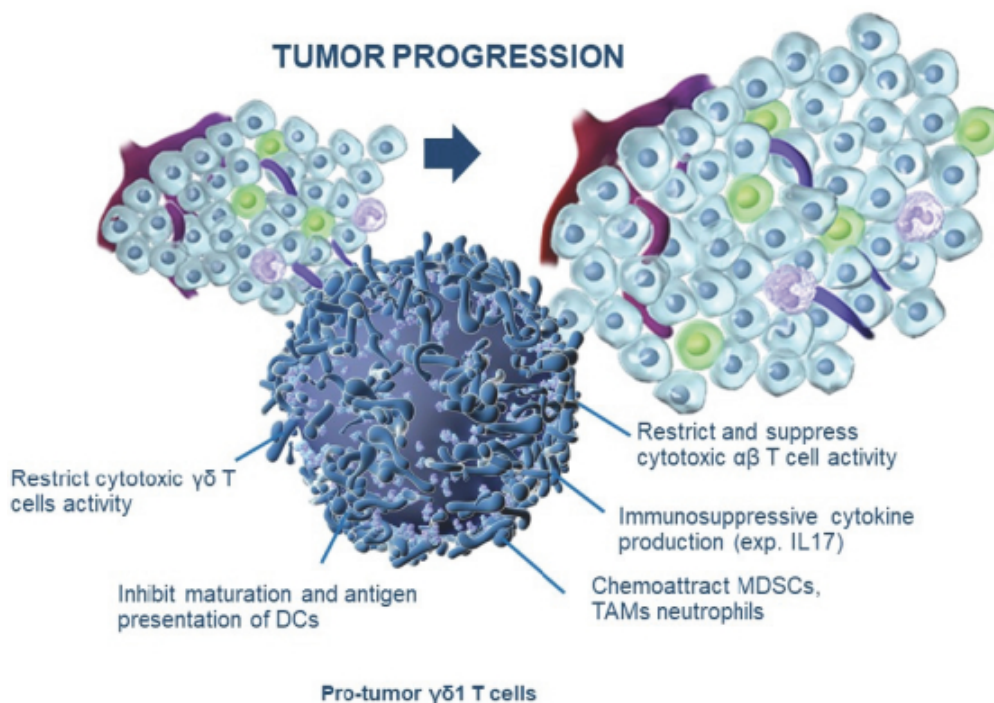 TUMOR PROGRESSION
Restrict and suppress
cytotoxic αβ T cell activity
Restrict cytotoxic γδ T
cells activity
Immunosuppressive cytokine
production (exp. IL17)
Inhibit maturation and antigen
presentation of DCs
Chemoattract MDSCs,
TAMs neutrophils
Pro-tumor γδ1 T cells